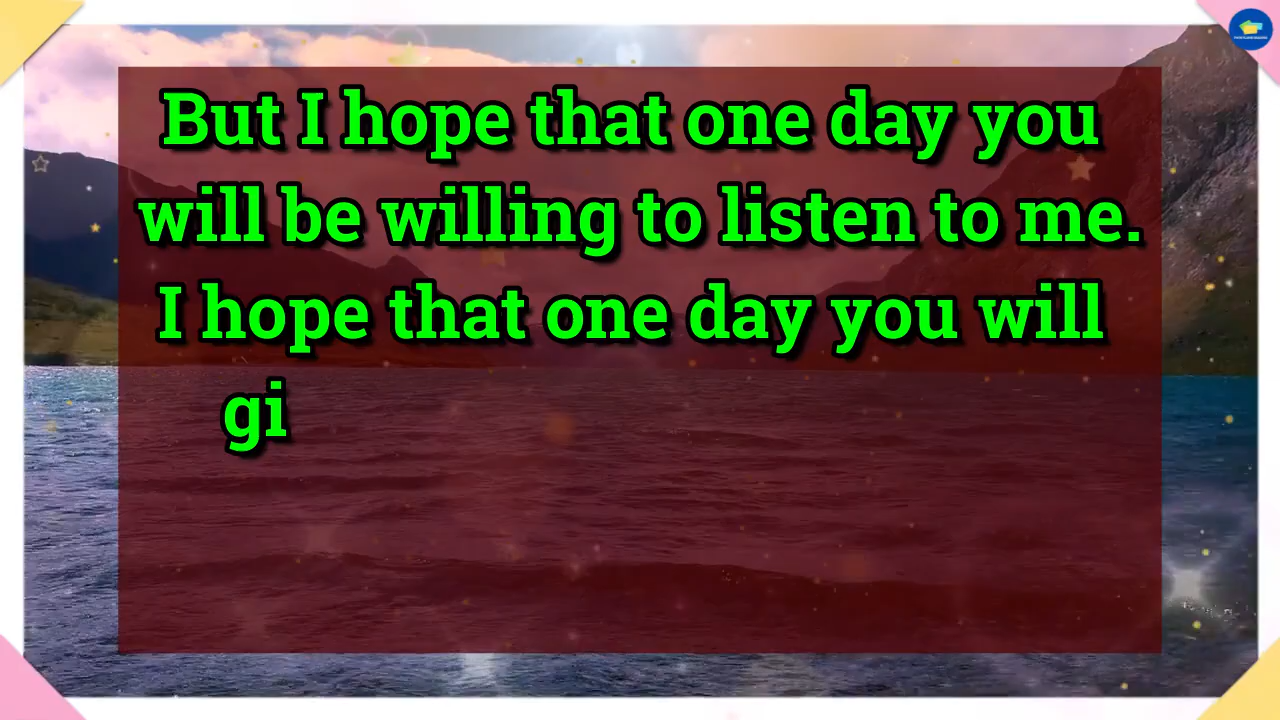 But I hope that one day you
will be willing to listen to me.
I hope that one day you will
gi